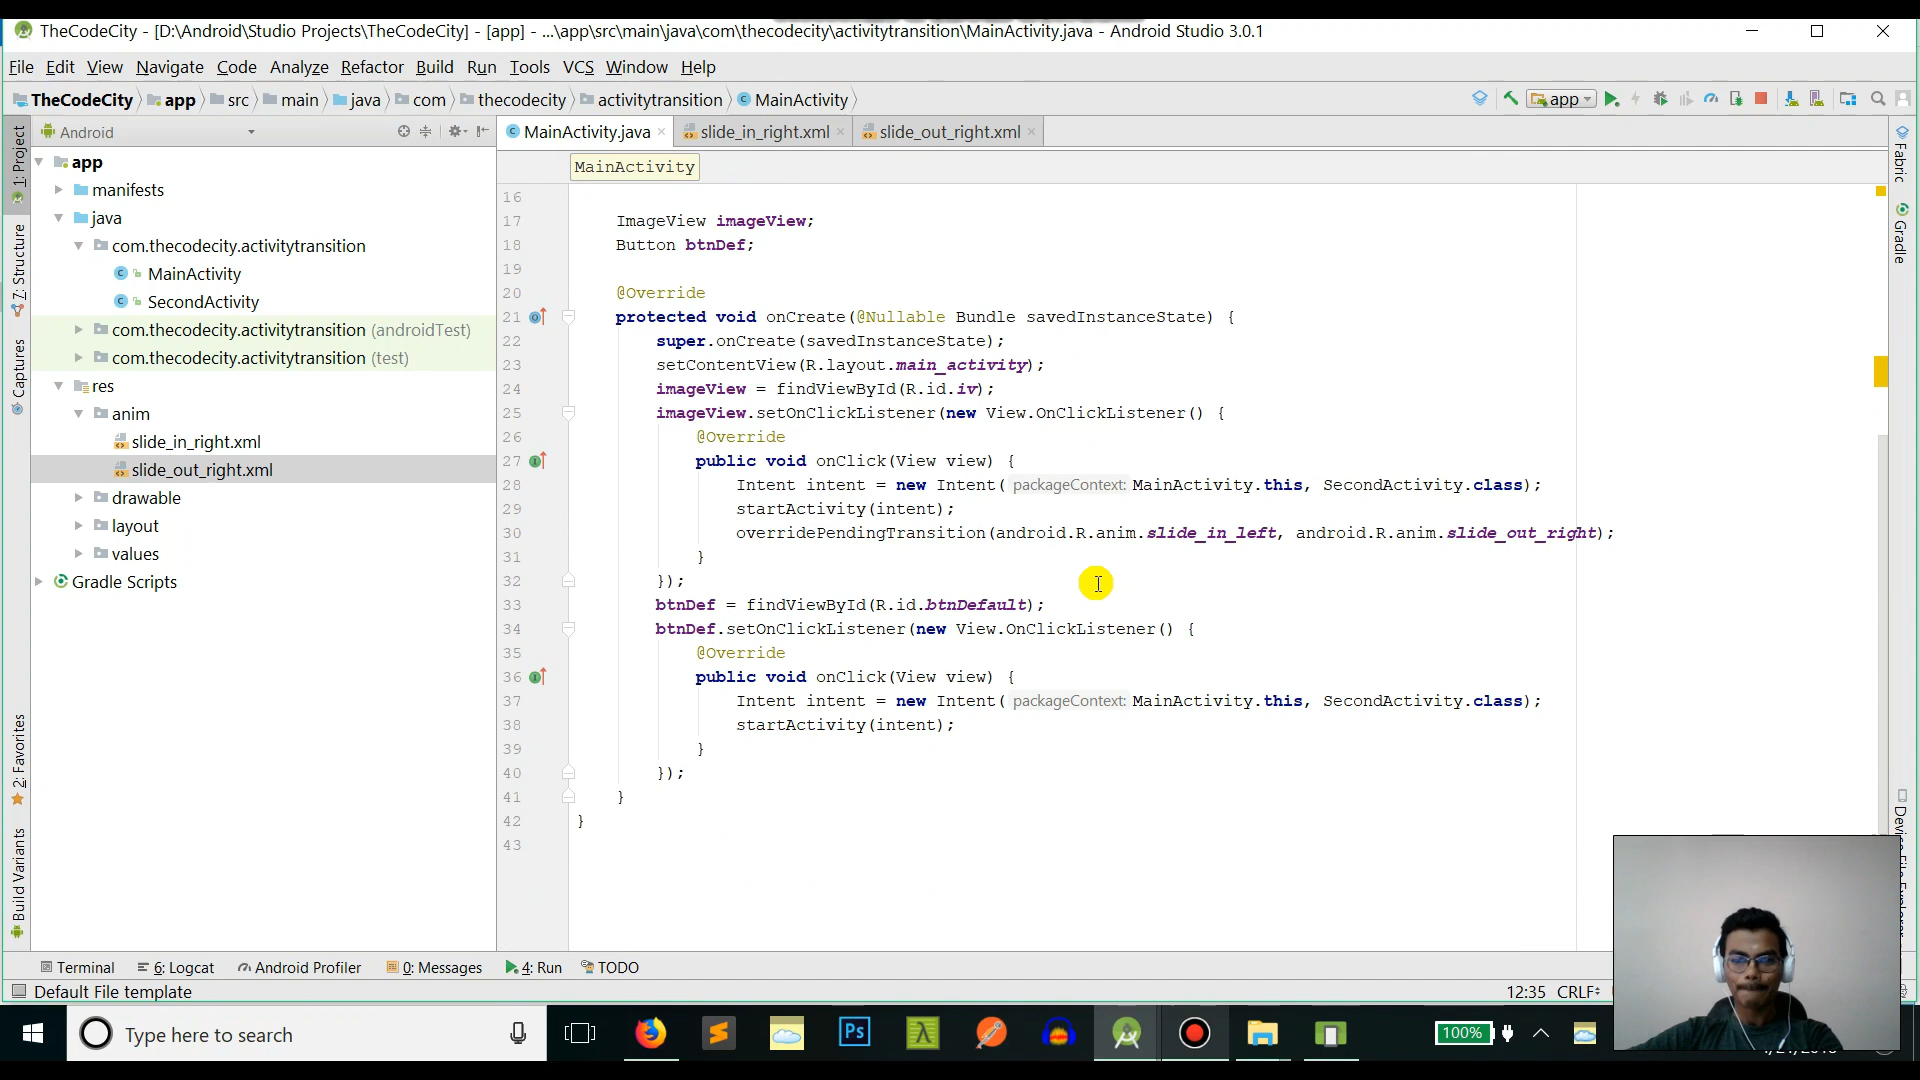 TheCodeCity - [D:\Android\Studio Projects\TheCodeCity] - [app] - ...\app\src\main\java\com\thecodecity\activitytransition\MainActivity.java - Android Studio 3.0.1
File Edit View Navigate Code Analyze Refactor Build Run Tools VCS Window Help
TheCodeCity app src main java com thecodecity activitytransition MainActivity
app
Android
MainActivity.java slide_in_right.xml slide_out_right.xml
MainActivity
1: Project
Z: Structure
Captures
2: Favorites
Build Variants
app
manifests
java
com.thecodecity.activitytransition
MainActivity
SecondActivity
com.thecodecity.activitytransition (androidTest)
com.thecodecity.activitytransition (test)
res
anim
slide_in_right.xml
slide_out_right.xml
drawable
layout
values
Gradle Scripts
16
17 ImageView imageView;
18 Button btnDef;
19
20 @Override
21 protected void onCreate(@Nullable Bundle savedInstanceState) {
22 super.onCreate(savedInstanceState);
23 setContentView(R.layout.main_activity);
24 imageView = findViewById(R.id.iv);
25 imageView.setOnClickListener(new View.OnClickListener() {
26 @Override
27 public void onClick(View view) {
28 Intent intent = new Intent( packageContext: MainActivity.this, SecondActivity.class);
29 startActivity(intent);
30 overridePendingTransition(android.R.anim.slide_in_left, android.R.anim.slide_out_right);
31 }
32 });
33 btnDef = findViewById(R.id.btnDefault);
34 btnDef.setOnClickListener(new View.OnClickListener() {
35 @Override
36 public void onClick(View view) {
37 Intent intent = new Intent( packageContext: MainActivity.this, SecondActivity.class);
38 startActivity(intent);
39 }
40 });
41 }
42 }
43
Fabric
Gradle
Terminal 6: Logcat Android Profiler 0: Messages 4: Run TODO
Default File template
12:35 CRLF
Type here to search
Ps
100%